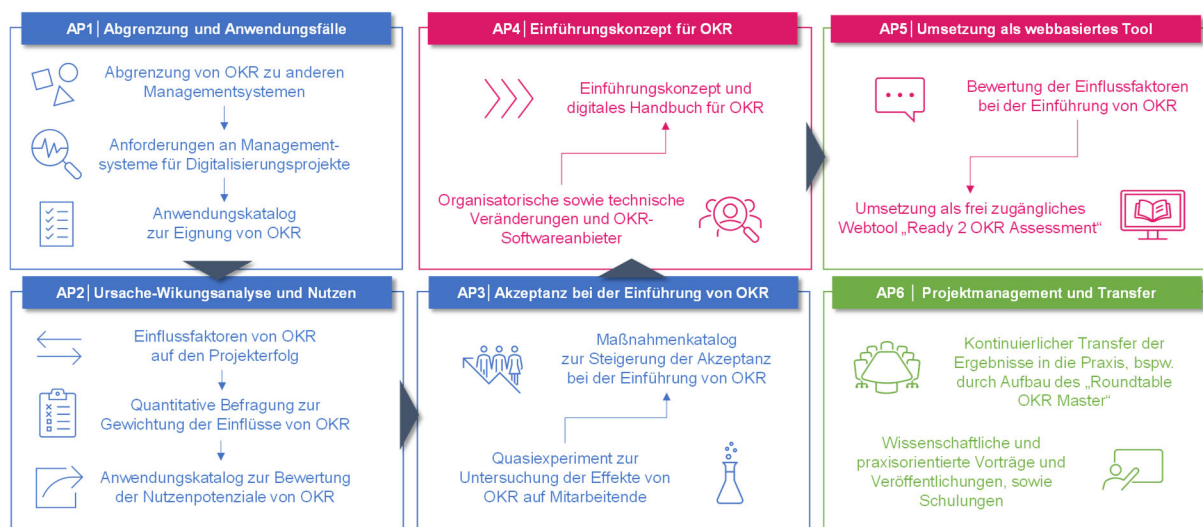 AP1| Abgrenzung und Anwendungsfälle
Abgrenzung von OKR zu anderen
Managementsystemen
Anforderungen an Management-
systeme für Digitalisierungsprojekte
Anwendungskatalog
zur Eignung von OKR
AP2| Ursache-Wikungsanalyse und Nutzen
Einflussfaktoren von OKR
auf den Projekterfolg
Quantitative Befragung zur
Gewichtung der Einflüsse von OKR
Anwendungskatalog zur Bewertung
der Nutzenpotenziale von OKR
AP3| Akzeptanz bei der Einführung von OKR
Maßnahmenkatalog
zur Steigerung der Akzeptanz
bei der Einführung von OKR
Quasiexperiment zur
Untersuchung der Effekte von
OKR auf Mitarbeitende
AP4| Einführungskonzept für OKR
Einführungskonzept und
digitales Handbuch für OKR
Organisatorische sowie technische
Veränderungen und OKR-
Softwareanbieter
AP5| Umsetzung als webbasiertes Tool
Bewertung der Einflussfaktoren
bei der Einführung von OKR
Umsetzung als frei zugängliches
Webtool „Ready 2 OKR Assessment“
AP6 | Projektmanagement und Transfer
Kontinuierlicher Transfer der
Ergebnisse in die Praxis, bspw.
durch Aufbau des „Roundtable
OKR Master“
Wissenschaftliche und
praxisorientierte Vorträge und
Veröffentlichungen, sowie
Schulungen